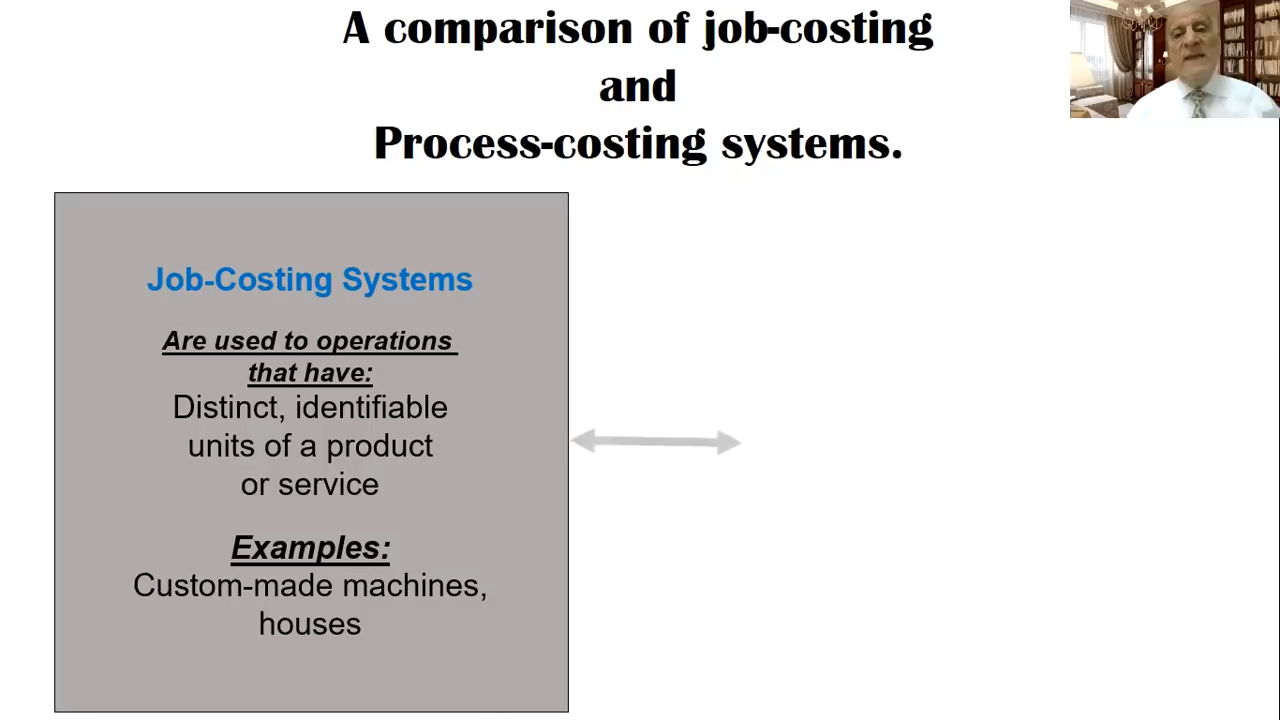 A comparison of job-costing
and
Process-costing systems.
Job-Costing Systems
Are used to operations
that have:
Distinct, identifiable
units of a product
or service
Examples:
Custom-made machines,
houses